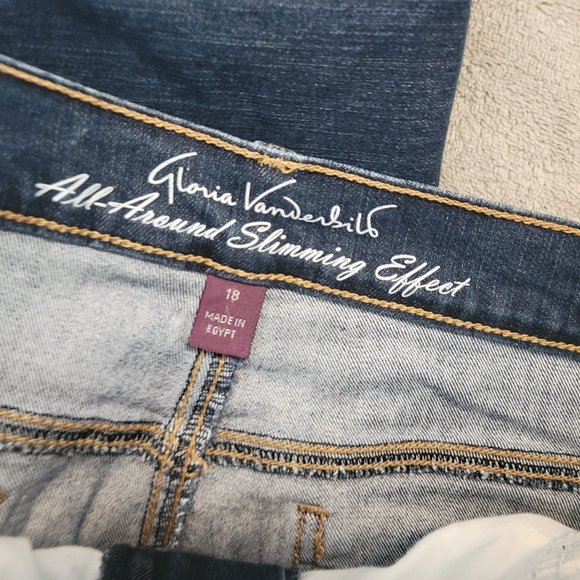 Gloria Vanderbilt
All-Around Slimming Effect
18
MADE IN
EGYPT